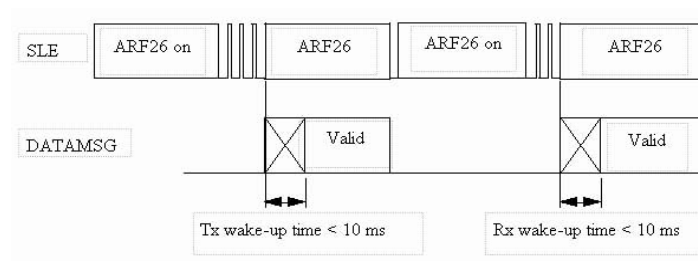 SLE
ARF26 on
ARF26
ARF26 on
ARF26
DATAMSG
Valid
Valid
Tx wake-up time < 10 ms
Rx wake-up time < 10 ms